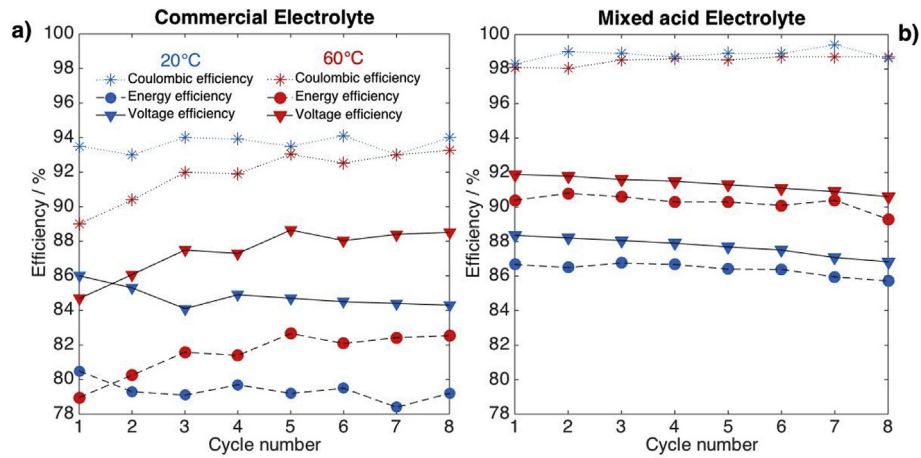 Commercial Electrolyte
a)
20°C
60°C
Coulombic efficiency
Coulombic efficiency
Energy efficiency
Energy efficiency
Voltage efficiency
Voltage efficiency
100
98
96
94
92
90
88
86
84
82
80
78
Efficiency / %
1 2 3 4 5 6 7 8
Cycle number
Mixed acid Electrolyte
b)
100
98
96
94
92
90
88
86
84
82
80
78
Efficiency / %
1 2 3 4 5 6 7 8
Cycle number